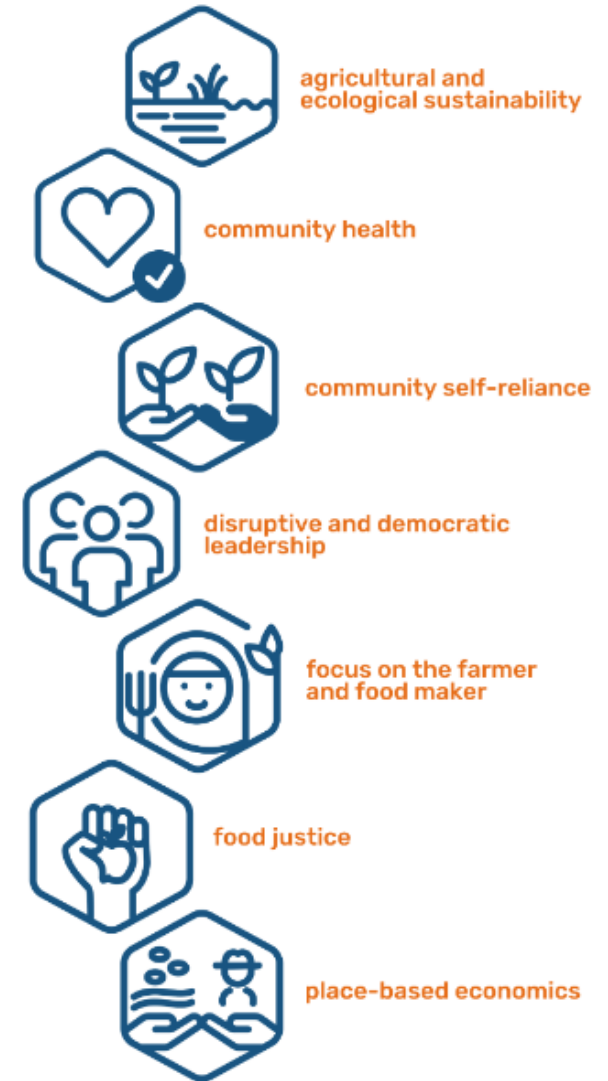 agricultural and
ecological sustainability
community health
community self-reliance
disruptive and democratic
leadership
focus on the farmer
and food maker
food justice
place-based economics